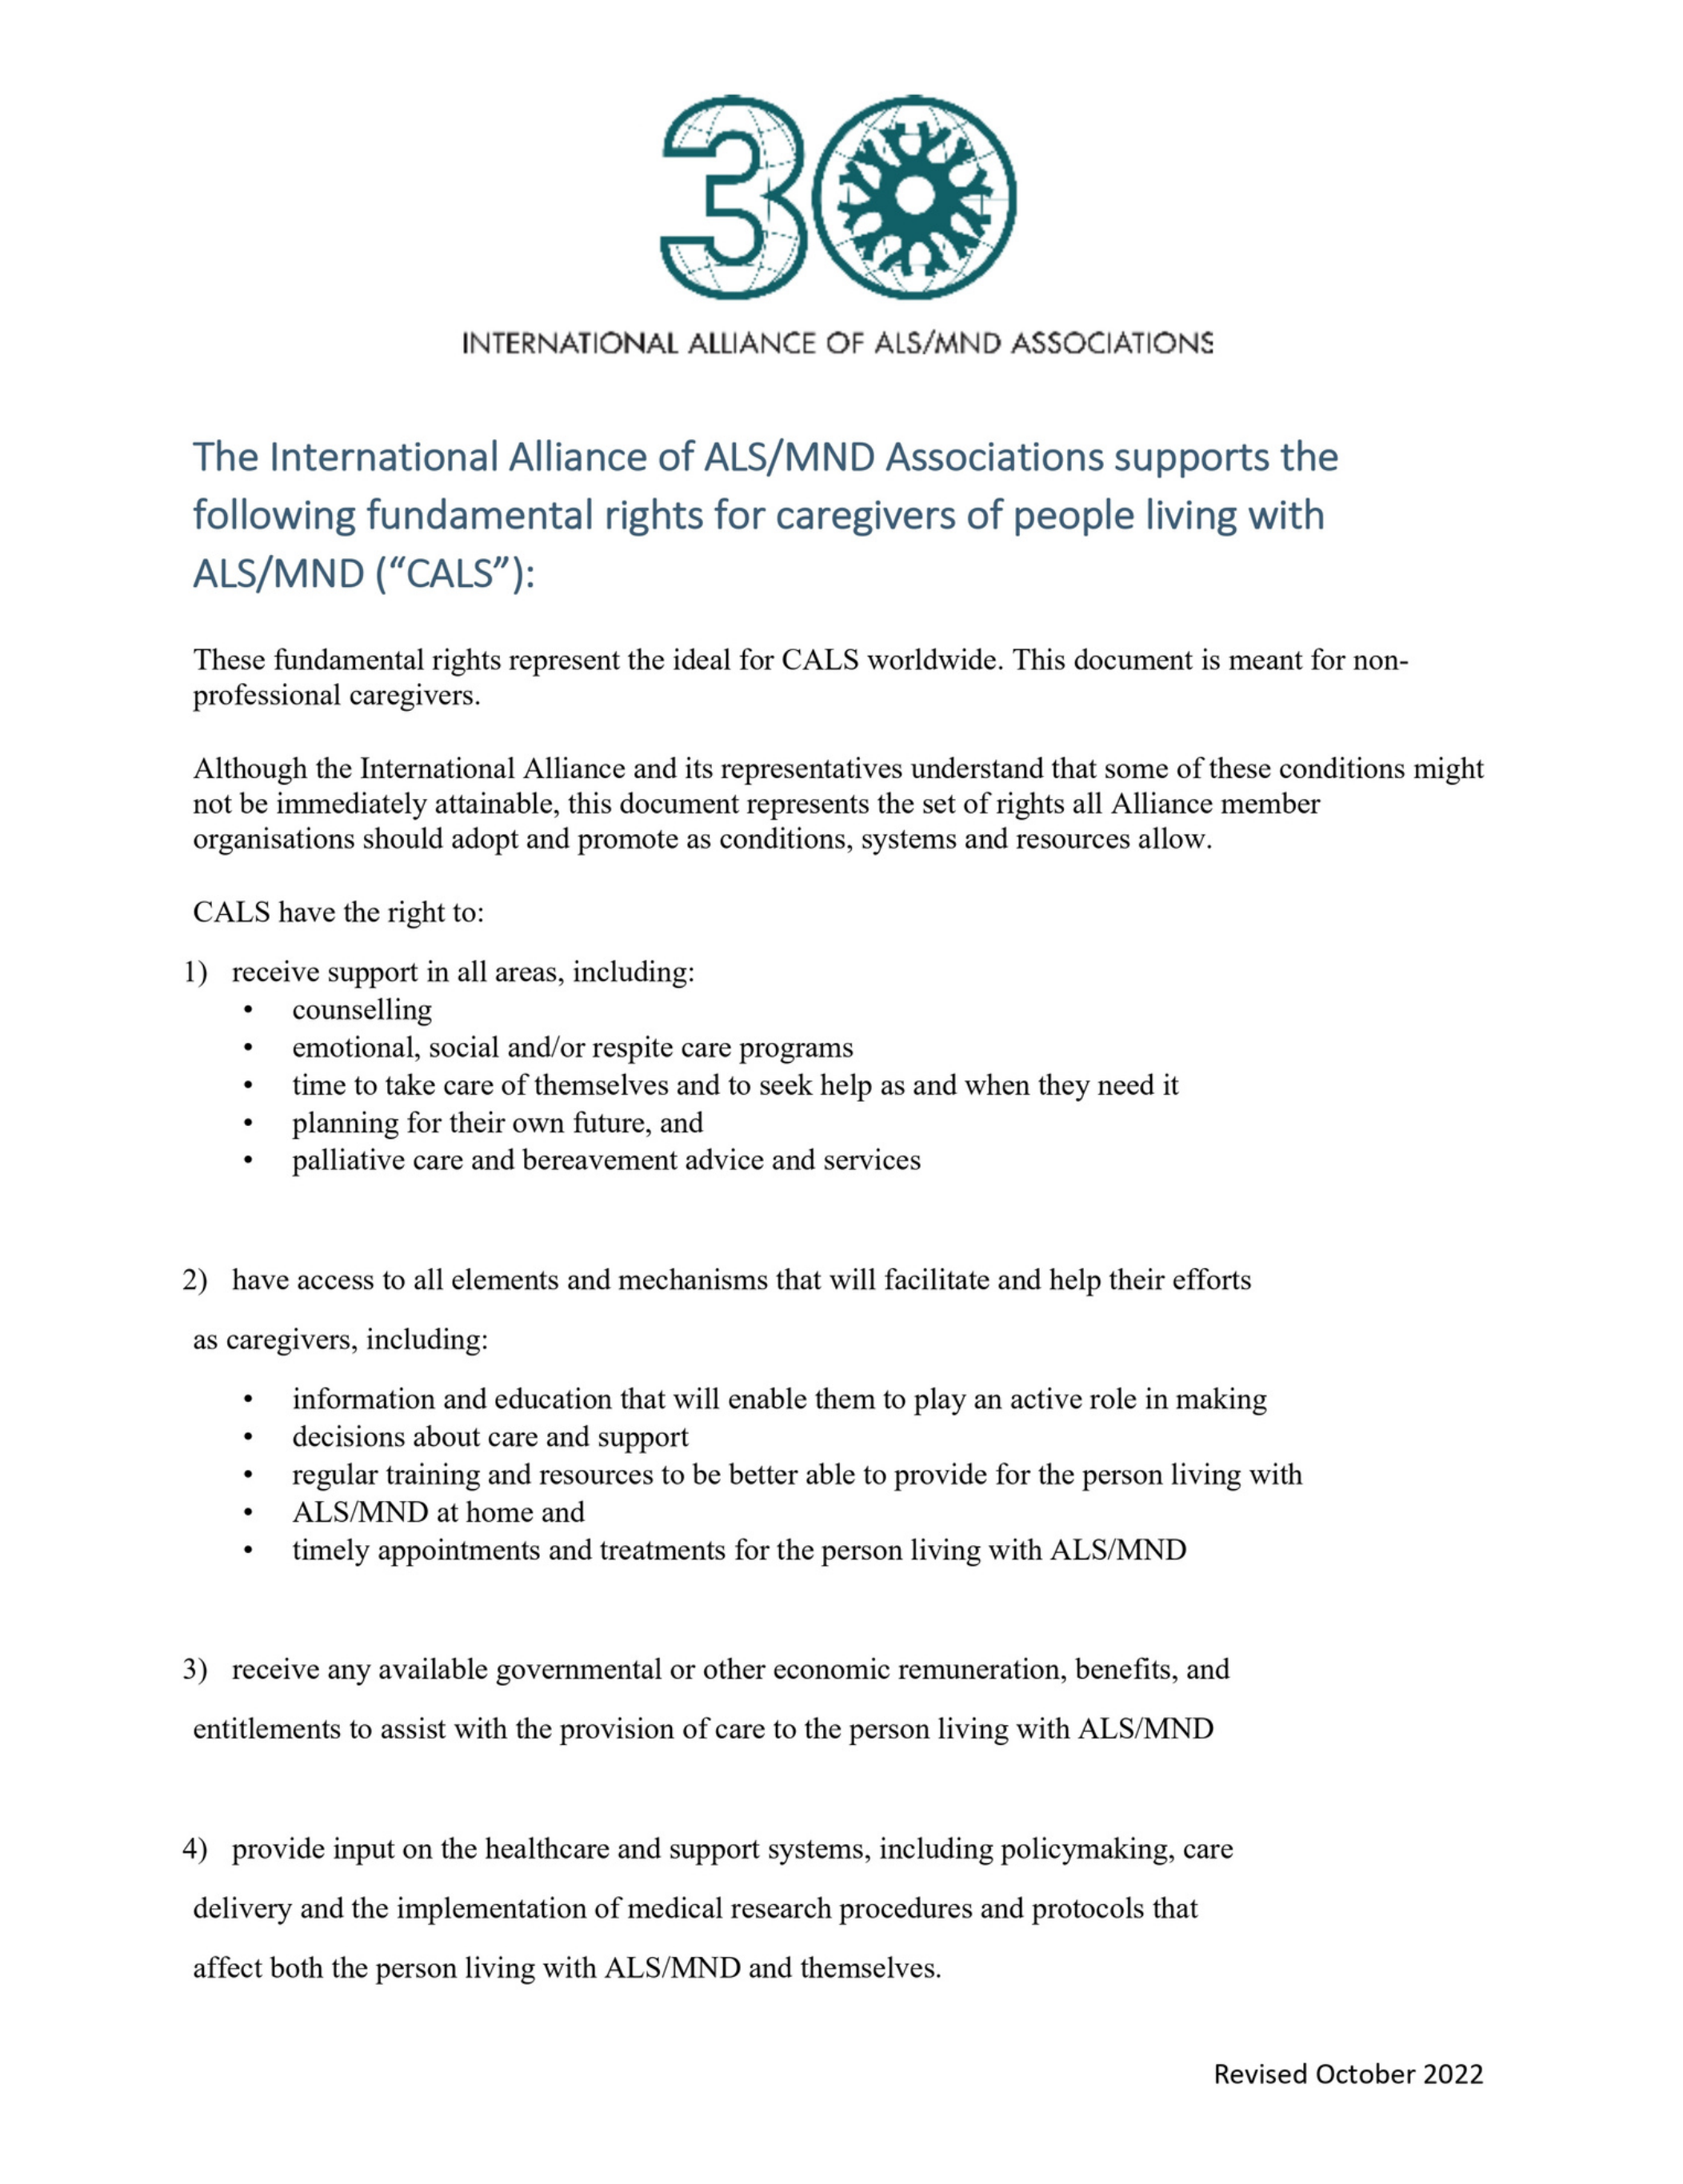 30
INTERNATIONAL ALLIANCE OF ALS/MND ASSOCIATIONS
The International Alliance of ALS/MND Associations supports the
following fundamental rights for caregivers of people living with
ALS/MND (“CALS”):
These fundamental rights represent the ideal for CALS worldwide. This document is meant for non-
professional caregivers.
Although the International Alliance and its representatives understand that some of these conditions might
not be immediately attainable, this document represents the set of rights all Alliance member
organisations should adopt and promote as conditions, systems and resources allow.
CALS have the right to:
1) receive support in all areas, including:
• counselling
• emotional, social and/or respite care programs
• time to take care of themselves and to seek help as and when they need it
• planning for their own future, and
• palliative care and bereavement advice and services
2) have access to all elements and mechanisms that will facilitate and help their efforts
as caregivers, including:
• information and education that will enable them to play an active role in making
• decisions about care and support
• regular training and resources to be better able to provide for the person living with
• ALS/MND at home and
• timely appointments and treatments for the person living with ALS/MND
3) receive any available governmental or other economic remuneration, benefits, and
entitlements to assist with the provision of care to the person living with ALS/MND
4) provide input on the healthcare and support systems, including policymaking, care
delivery and the implementation of medical research procedures and protocols that
affect both the person living with ALS/MND and themselves.
Revised October 2022